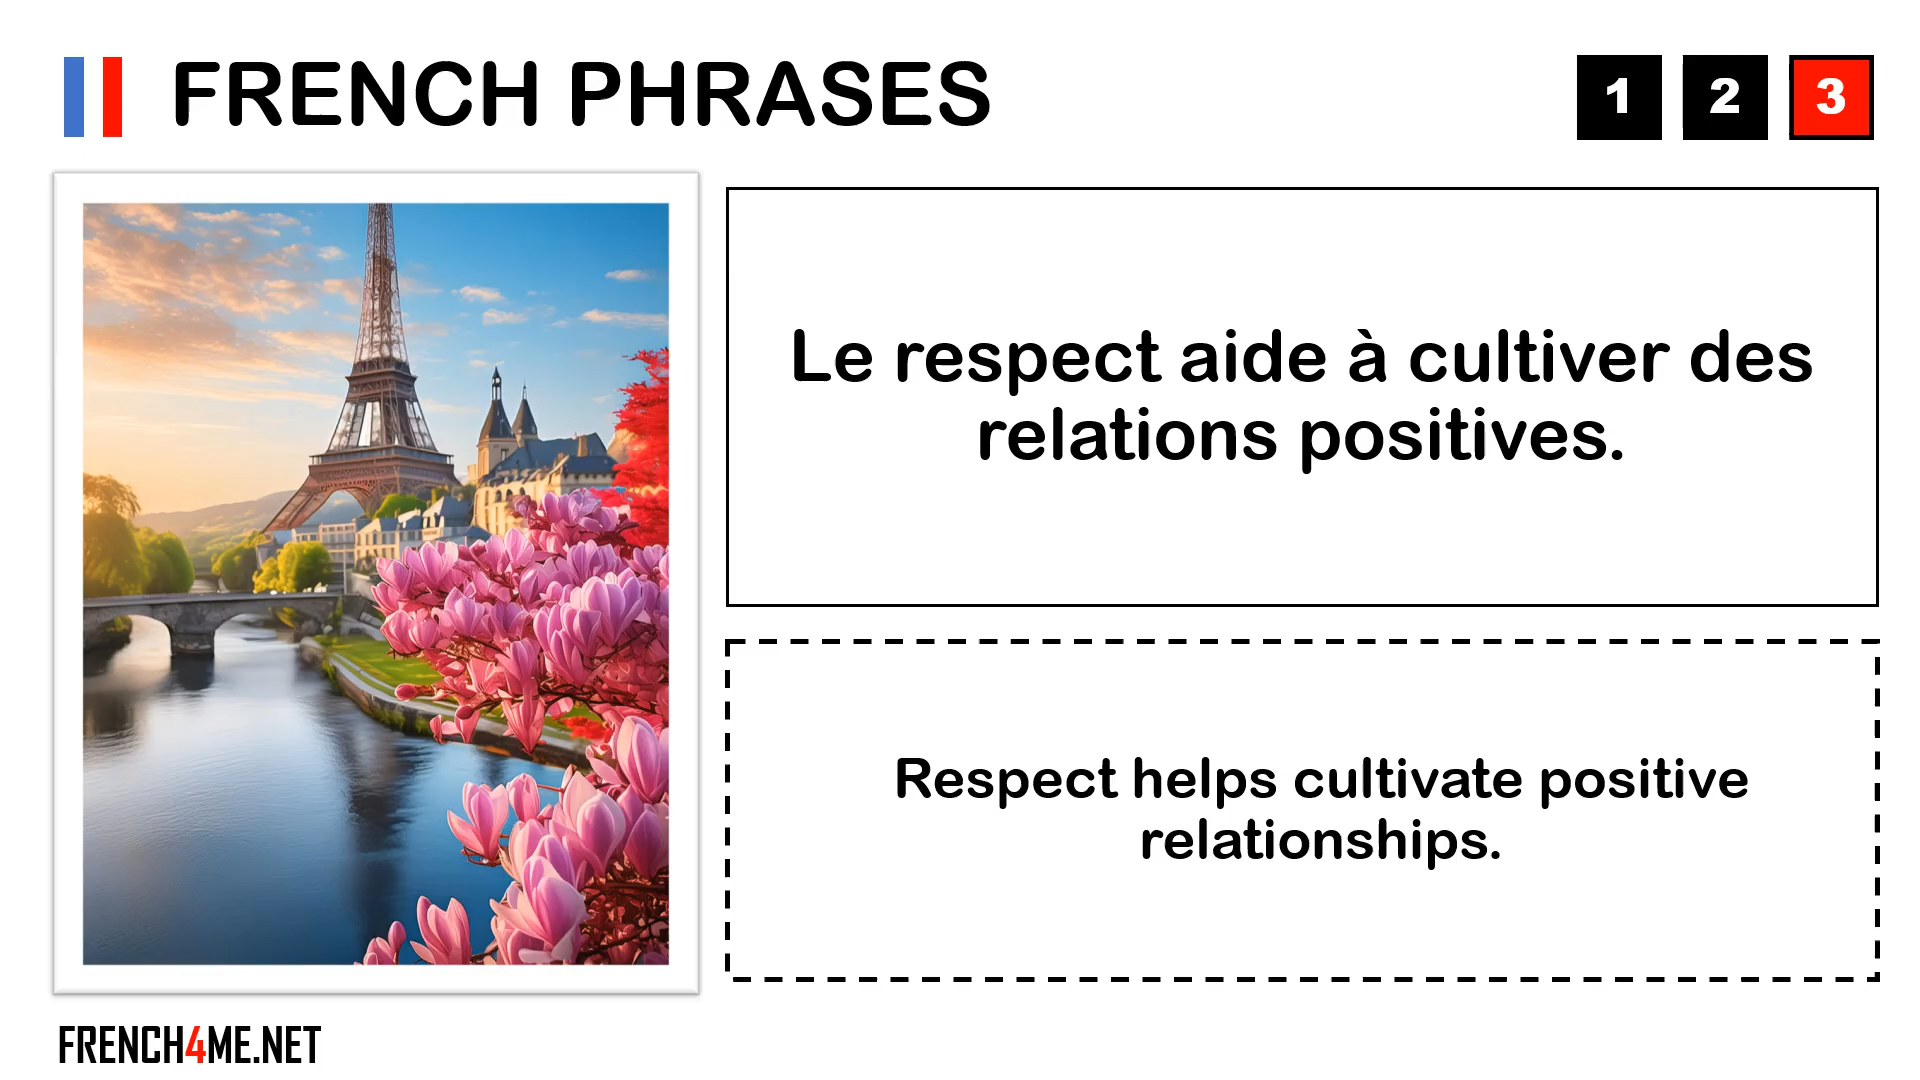 FRENCH PHRASES
1 2 3
Le respect aide à cultiver des
relations positives.
Respect helps cultivate positive
relationships.
FRENCH4ME.NET